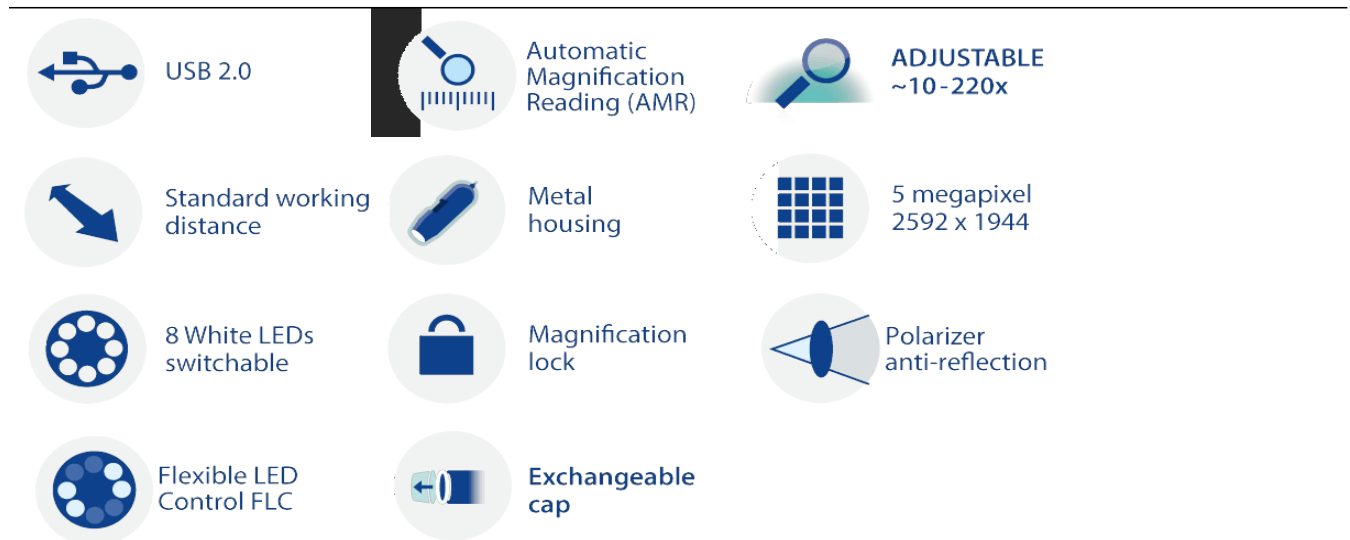 USB 2.0
Automatic
Magnification
Reading (AMR)
ADJUSTABLE
~10-220x
Standard working
distance
Metal
housing
5 megapixel
2592 x 1944
8 White LEDs
switchable
Magnification
lock
Polarizer
anti-reflection
Flexible LED
Control FLC
Exchangeable
cap